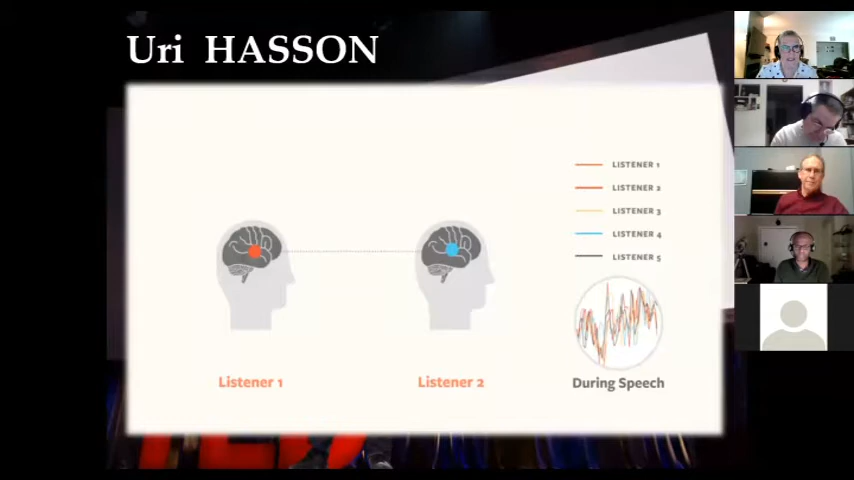 Uri HASSON
LISTENER 1
LISTENER 2
LISTENER 3
LISTENER 4
LISTENER 5
Listener 1
Listener 2
During Speech